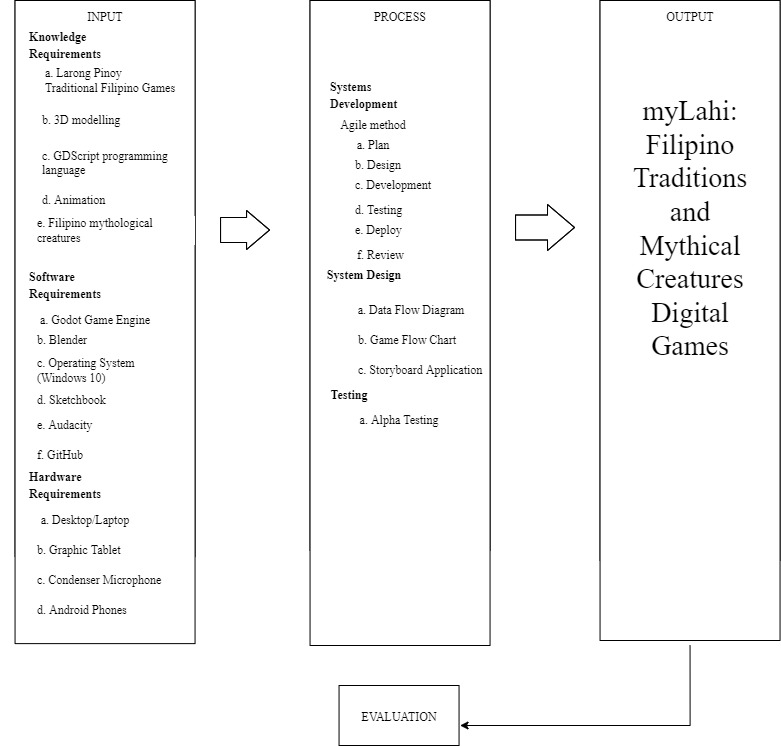 INPUT
Knowledge
Requirements
a. Larong Pinoy
Traditional Filipino Games
b. 3D modelling
c. GDScript programming
language
d. Animation
e. Filipino mythological
creatures
Software
Requirements
a. Godot Game Engine
b. Blender
c. Operating System
(Windows 10)
d. Sketchbook
e. Audacity
f. GitHub
Hardware
Requirements
a. Desktop/Laptop
b. Graphic Tablet
c. Condenser Microphone
d. Android Phones
PROCESS
Systems
Development
Agile method
a. Plan
b. Design
c. Development
d. Testing
e. Deploy
f. Review
System Design
a. Data Flow Diagram
b. Game Flow Chart
c. Storyboard Application
Testing
a. Alpha Testing
OUTPUT
myLahi:
Filipino
Traditions
and
Mythical
Creatures
Digital
Games
EVALUATION